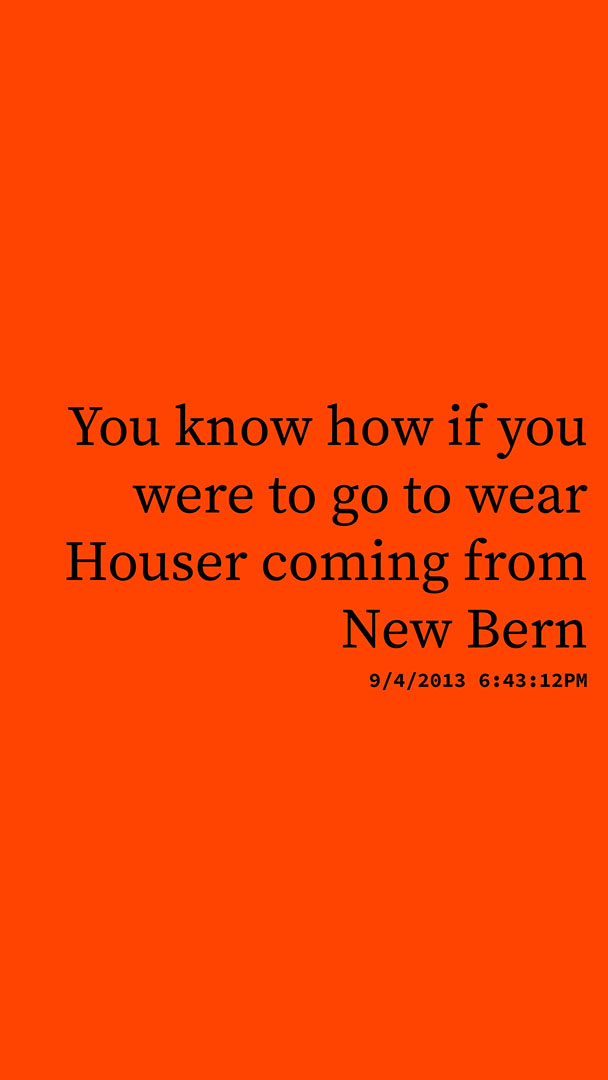 You know how if you
were to go to wear
Houser coming from
New Bern
9/4/2013 6:43:12PM